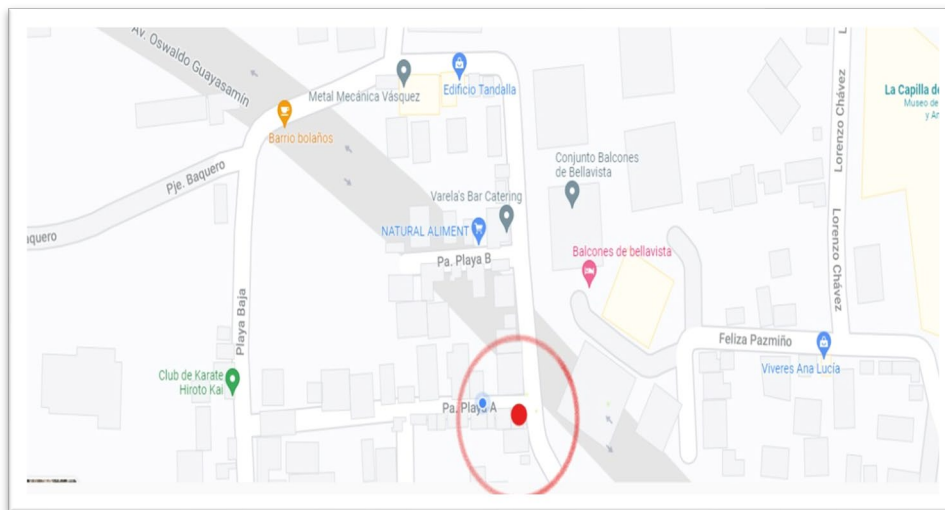 Av. Oswaldo Guayasamín
Metal Mecánica Vásquez
Edificio Tandalla
Barrio bolaños
Lorenzo Chávez
La Capilla de
Museo de
y Ar
Pje. Baquero
aquero
Conjunto Balcones
de Bellavista
Varela's Bar Catering
NATURAL ALIMENT
Pa. Playa B
Balcones de bellavista
Lorenzo Chávez
Playa Baja
Feliza Pazmiño
Viveres Ana Lucía
Club de Karate
Hiroto Kai
Pa. Playa A